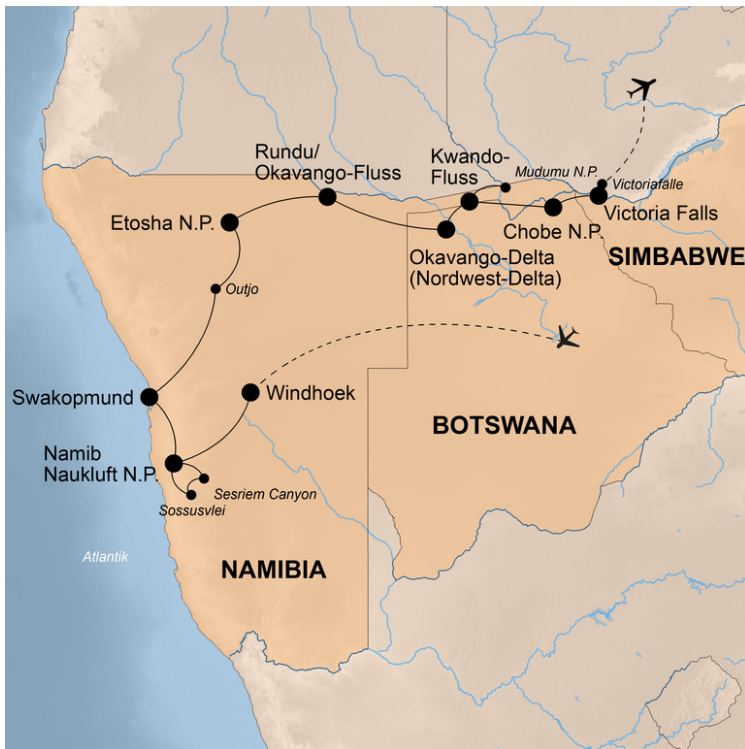 Rundu/
Okavango-Fluss
Kwando-
Fluss
Mudumu N.P.
Victoriafälle
Etosha N.P.
Victoria Falls
Chobe N.P.
Okavango-Delta
(Nordwest-Delta)
SIMBABWE
Outjo
Swakopmund
Windhoek
BOTSWANA
Namib
Naukluft N.P.
Sesriem Canyon
Sossusvlei
Atlantik
NAMIBIA